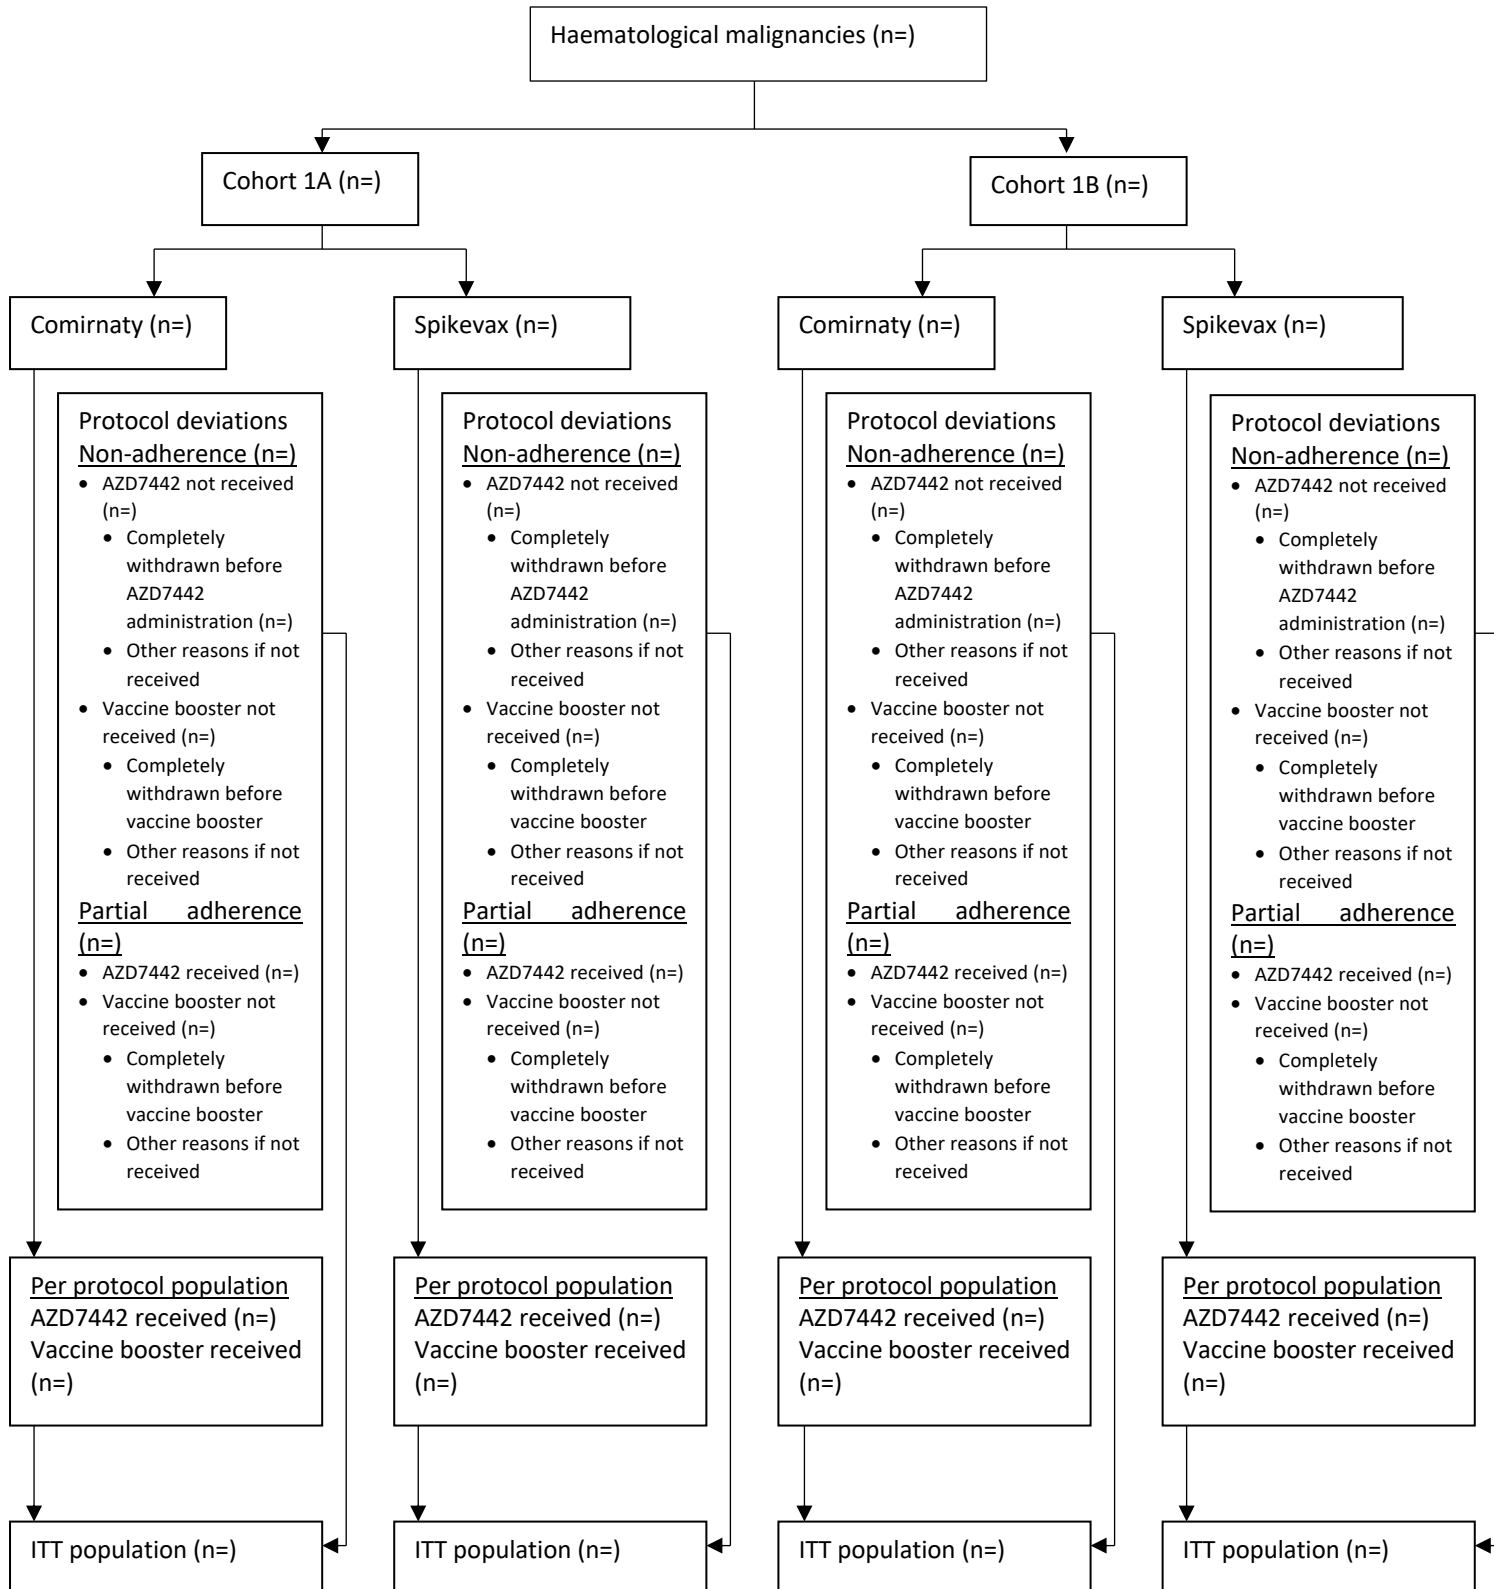 Haematological malignancies (n=)
Cohort 1A (n=)
Cohort 1B (n=)
Comirnaty (n=)
Spikevax (n=)
Comirnaty (n=)
Spikevax (n=)
Protocol deviations
Non-adherence (n=)
• AZD7442 not received
(n=)
• Completely
withdrawn before
AZD7442
administration (n=)
• Other reasons if not
received
• Vaccine booster not
received (n=)
• Completely
withdrawn before
vaccine booster
• Other reasons if not
received
Partial adherence
(n=)
• AZD7442 received (n=)
• Vaccine booster not
received (n=)
• Completely
withdrawn before
vaccine booster
• Other reasons if not
received
Protocol deviations
Non-adherence (n=)
• AZD7442 not received
(n=)
• Completely
withdrawn before
AZD7442
administration (n=)
• Other reasons if not
received
• Vaccine booster not
received (n=)
• Completely
withdrawn before
vaccine booster
• Other reasons if not
received
Partial adherence
(n=)
• AZD7442 received (n=)
• Vaccine booster not
received (n=)
• Completely
withdrawn before
vaccine booster
• Other reasons if not
received
Protocol deviations
Non-adherence (n=)
• AZD7442 not received
(n=)
• Completely
withdrawn before
AZD7442
administration (n=)
• Other reasons if not
received
• Vaccine booster not
received (n=)
• Completely
withdrawn before
vaccine booster
• Other reasons if not
received
Partial adherence
(n=)
• AZD7442 received (n=)
• Vaccine booster not
received (n=)
• Completely
withdrawn before
vaccine booster
• Other reasons if not
received
Protocol deviations
Non-adherence (n=)
• AZD7442 not received
(n=)
• Completely
withdrawn before
AZD7442
administration (n=)
• Other reasons if not
received
• Vaccine booster not
received (n=)
• Completely
withdrawn before
vaccine booster
• Other reasons if not
received
Partial adherence
(n=)
• AZD7442 received (n=)
• Vaccine booster not
received (n=)
• Completely
withdrawn before
vaccine booster
• Other reasons if not
received
Per protocol population
AZD7442 received (n=)
Vaccine booster received
(n=)
Per protocol population
AZD7442 received (n=)
Vaccine booster received
(n=)
Per protocol population
AZD7442 received (n=)
Vaccine booster received
(n=)
Per protocol population
AZD7442 received (n=)
Vaccine booster received
(n=)
ITT population (n=)
ITT population (n=)
ITT population (n=)
ITT population (n=)